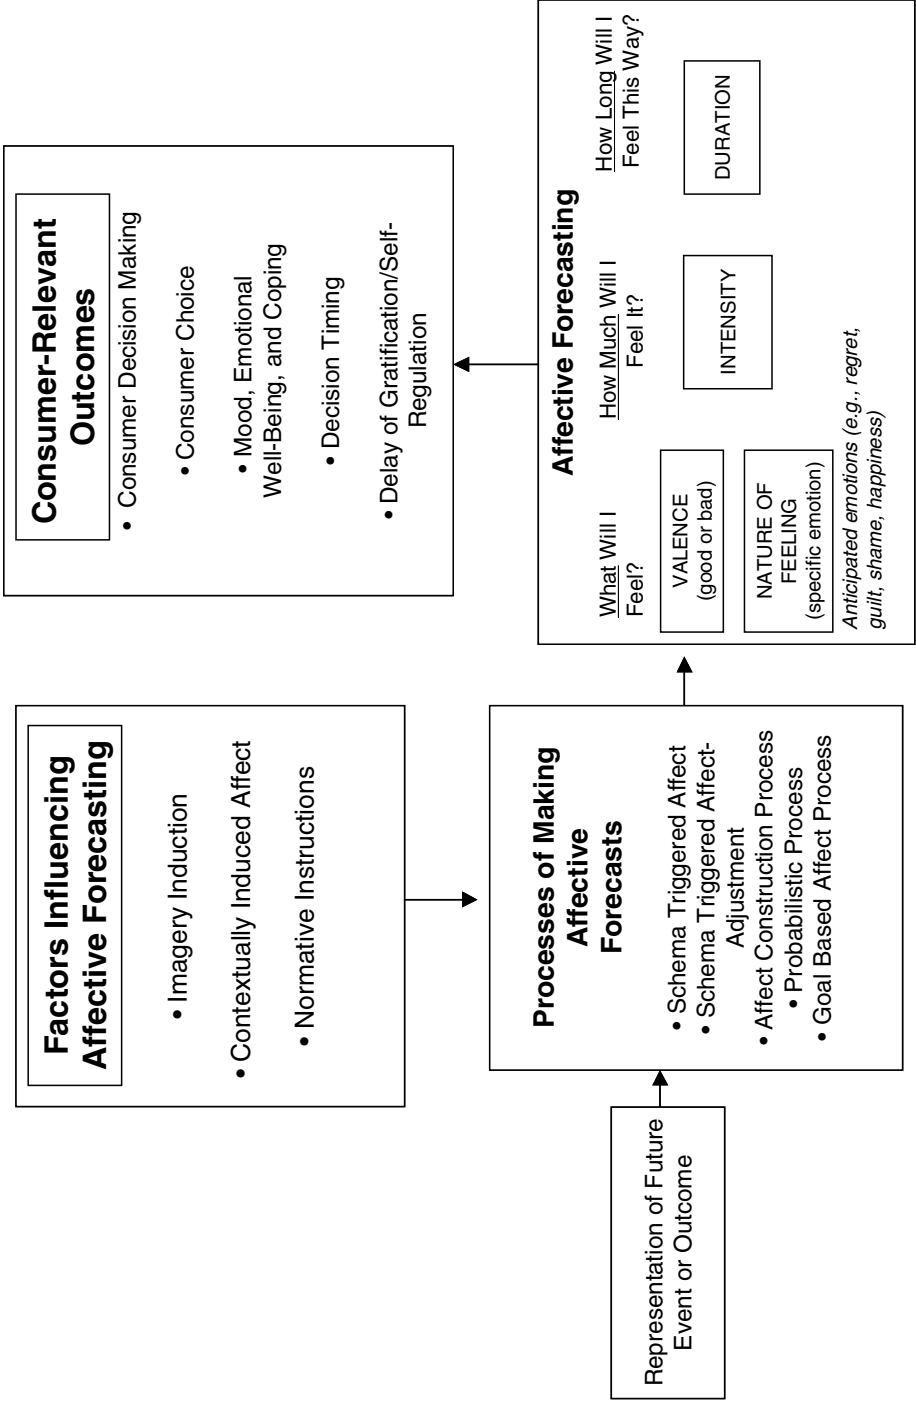 Factors Influencing
Affective Forecasting
• Imagery Induction
• Contextually Induced Affect
• Normative Instructions
Consumer-Relevant
Outcomes
• Consumer Decision Making
• Consumer Choice
• Mood, Emotional
Well-Being, and Coping
• Decision Timing
• Delay of Gratification/Self-
Regulation
Representation of Future
Event or Outcome
Processes of Making
Affective
Forecasts
• Schema Triggered Affect
• Schema Triggered Affect-
Adjustment
• Affect Construction Process
• Probabilistic Process
• Goal Based Affect Process
Affective Forecasting
What Will I
Feel?
VALENCE
(good or bad)
NATURE OF
FEELING
(specific emotion)
Anticipated emotions (e.g., regret,
guilt, shame, happiness)
How Much Will I
Feel It?
INTENSITY
How Long Will I
Feel This Way?
DURATION